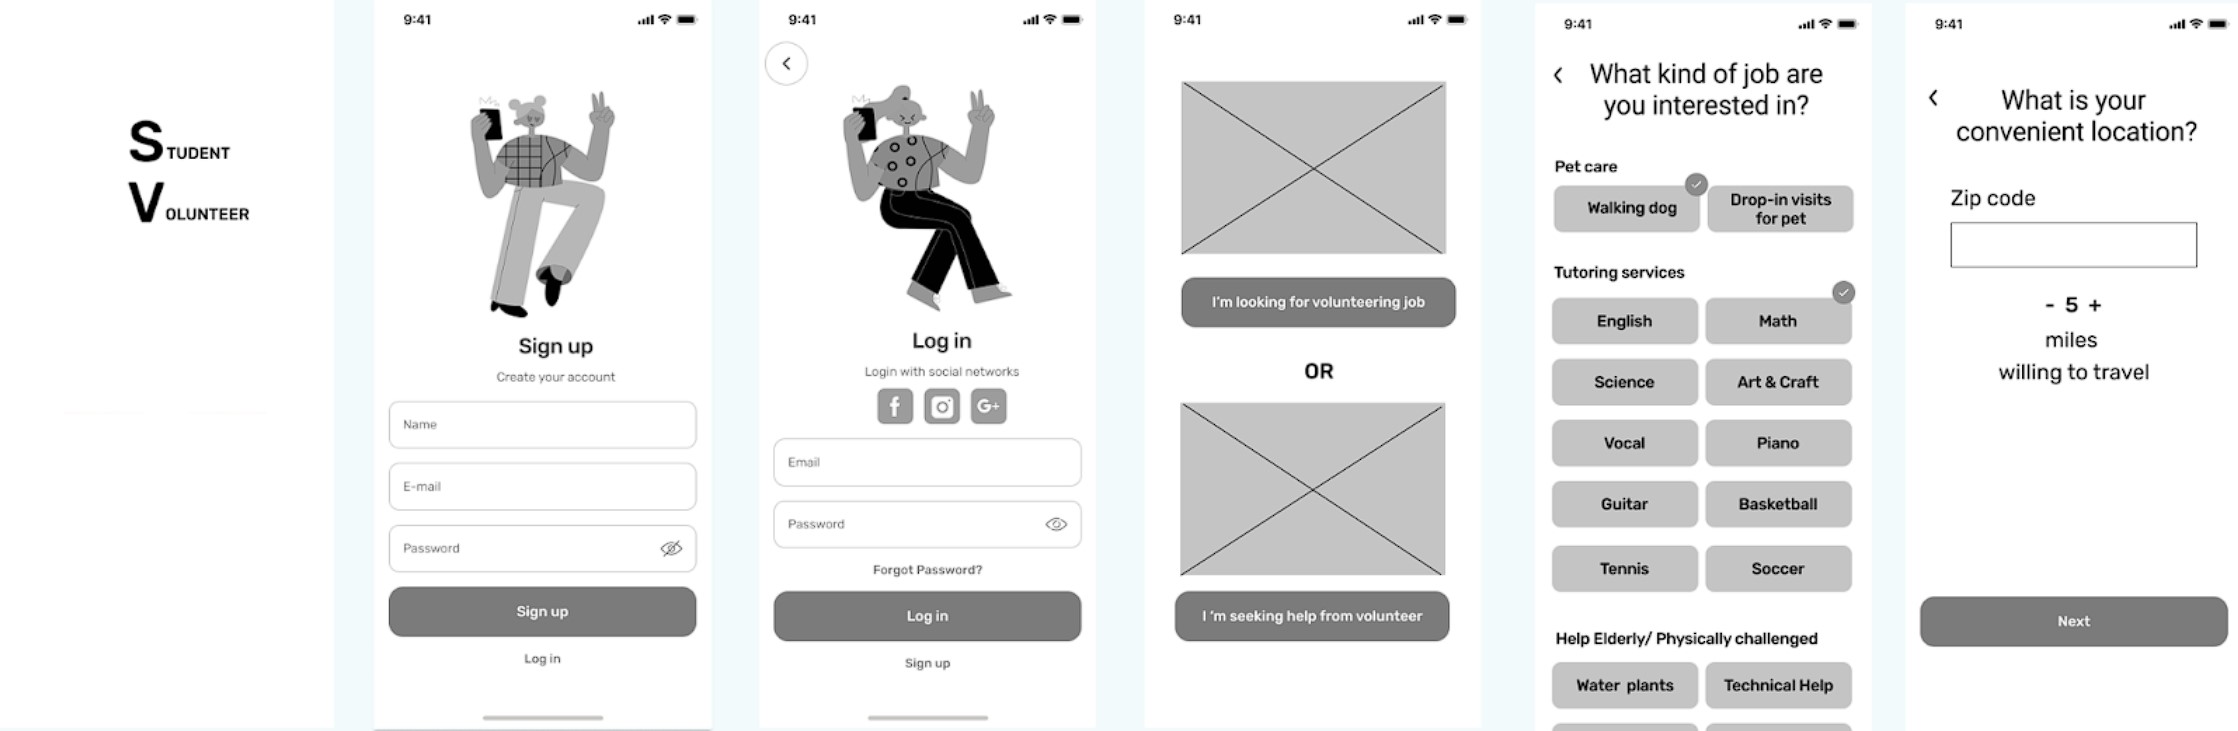 STUDENT
VOLUNTEER
9:41
Sign up
Create your account
Name
E-mail
Password
Sign up
Log in
9:41
Log in
Login with social networks
f
G+
Email
Password
Forgot Password?
Log in
Sign up
9:41
I'm looking for volunteering job
OR
I 'm seeking help from volunteer
9:41
What kind of job are
you interested in?
Pet care
Walking dog
Drop-in visits
for pet
Tutoring services
English
Math
Science
Art & Craft
Vocal
Piano
Guitar
Basketball
Tennis
Soccer
Help Elderly/ Physically challenged
Water plants
Technical Help
9:41
What is your
convenient location?
Zip code
- 5 +
miles
willing to travel
Next